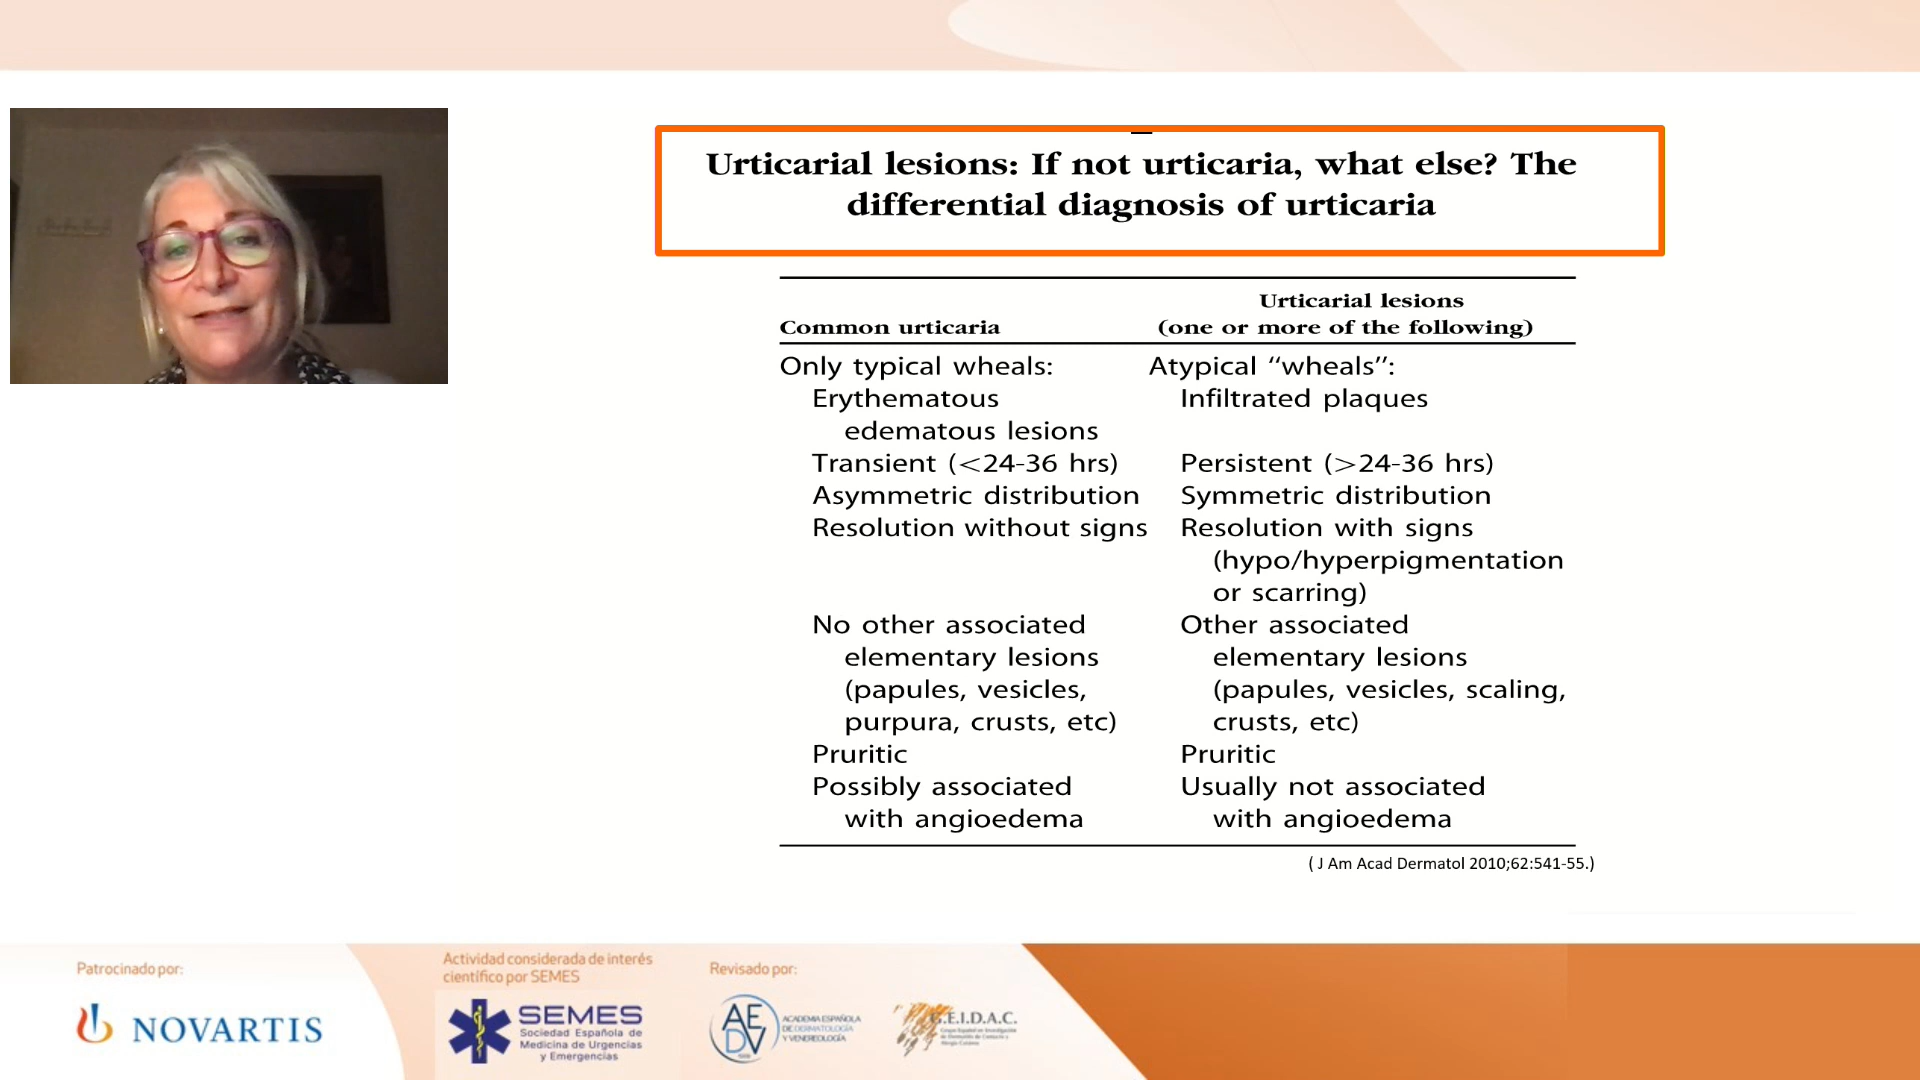 Urticarial lesions: If not urticaria, what else? The
differential diagnosis of urticaria
Common urticaria
Urticarial lesions
(one or more of the following)
Only typical wheals:
Erythematous
edematous lesions
Transient (<24-36 hrs)
Asymmetric distribution
Resolution without signs
No other associated
elementary lesions
(papules, vesicles,
purpura, crusts, etc)
Pruritic
Possibly associated
with angioedema
Atypical “wheals”:
Infiltrated plaques
Persistent (>24-36 hrs)
Symmetric distribution
Resolution with signs
(hypo/hyperpigmentation
or scarring)
Other associated
elementary lesions
(papules, vesicles, scaling,
crusts, etc)
Pruritic
Usually not associated
with angioedema
( J Am Acad Dermatol 2010;62:541-55.)
Patrocinado por:
NOVARTIS
Actividad considerada de interés
científico por SEMES
SEMES
Sociedad Española de
Medicina de Urgencias
y Emergencias
Revisado por:
AE
DV
ACADEMIA ESPAÑOLA
DE DERMATOLOGÍA
Y VENEREOLOGÍA
G.E.I.D.A.C.